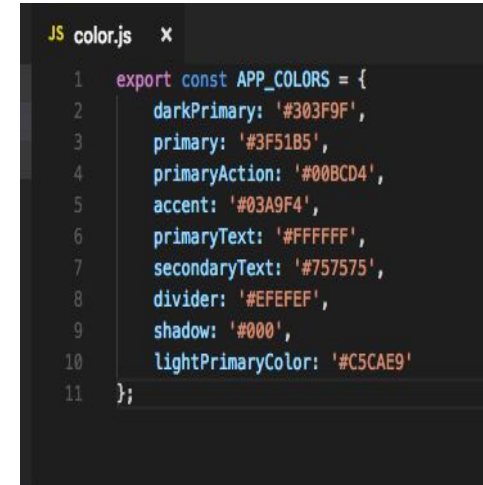 JS color.js ×
1 export const APP_COLORS = {
2     darkPrimary: '#303F9F',
3     primary: '#3F51B5',
4     primaryAction: '#00BCD4',
5     accent: '#03A9F4',
6     primaryText: '#FFFFFF',
7     secondaryText: '#757575',
8     divider: '#EFEFEF',
9     shadow: '#000',
10     lightPrimaryColor: '#C5CAE9'
11 };